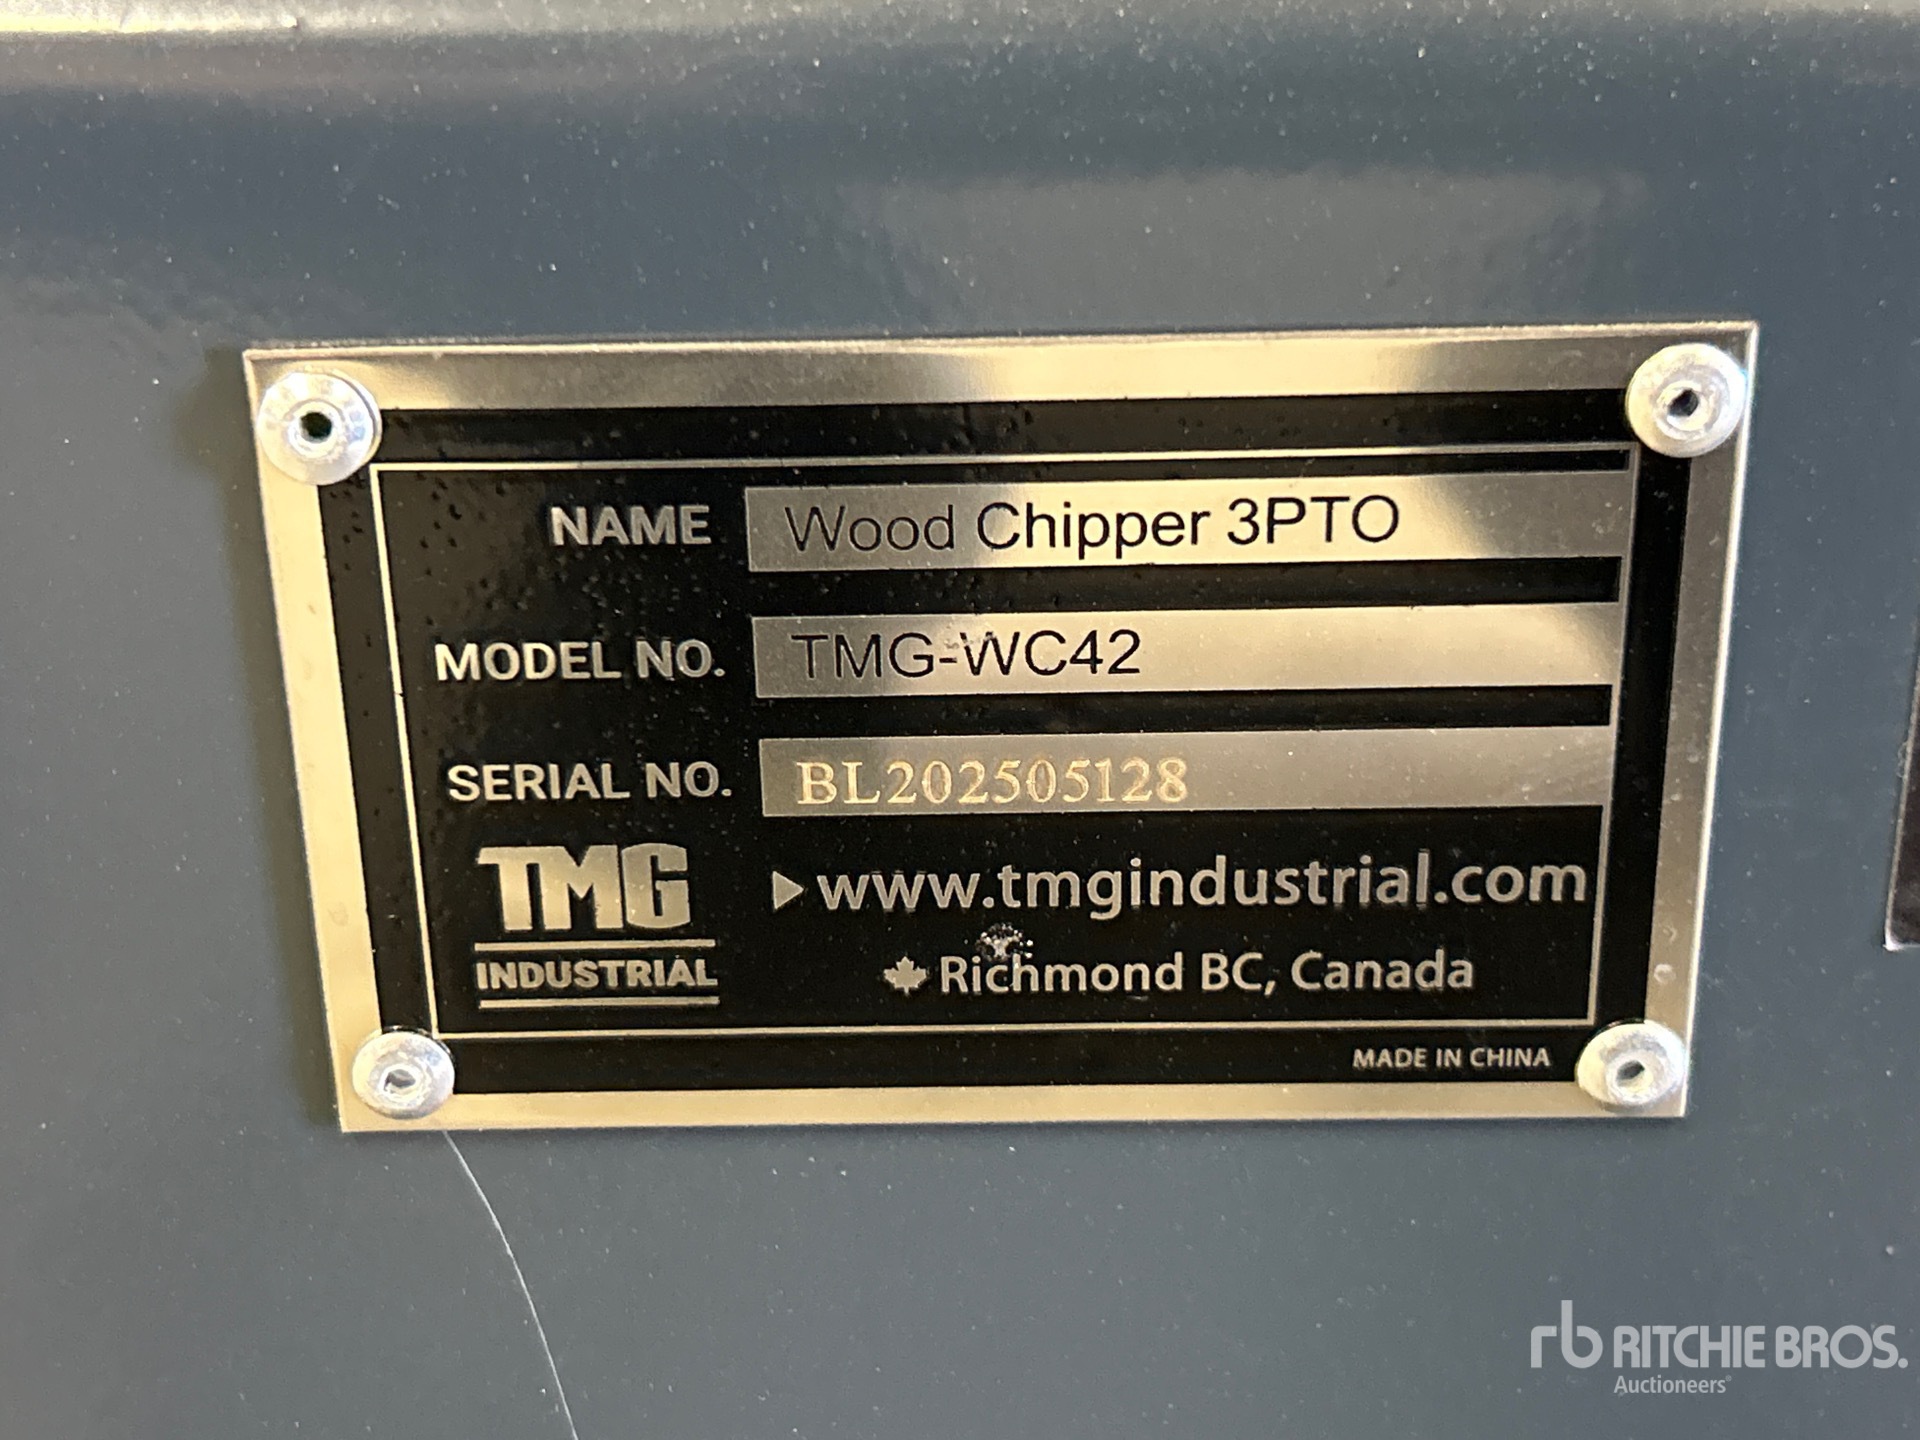 NAME Wood Chipper 3PTO
MODEL NO. TMG-WC42
SERIAL NO. BL202505128
TMG
INDUSTRIAL
www.tmgindustrial.com
Richmond BC, Canada
MADE IN CHINA
rb RITCHIE BROS.
Auctioneers